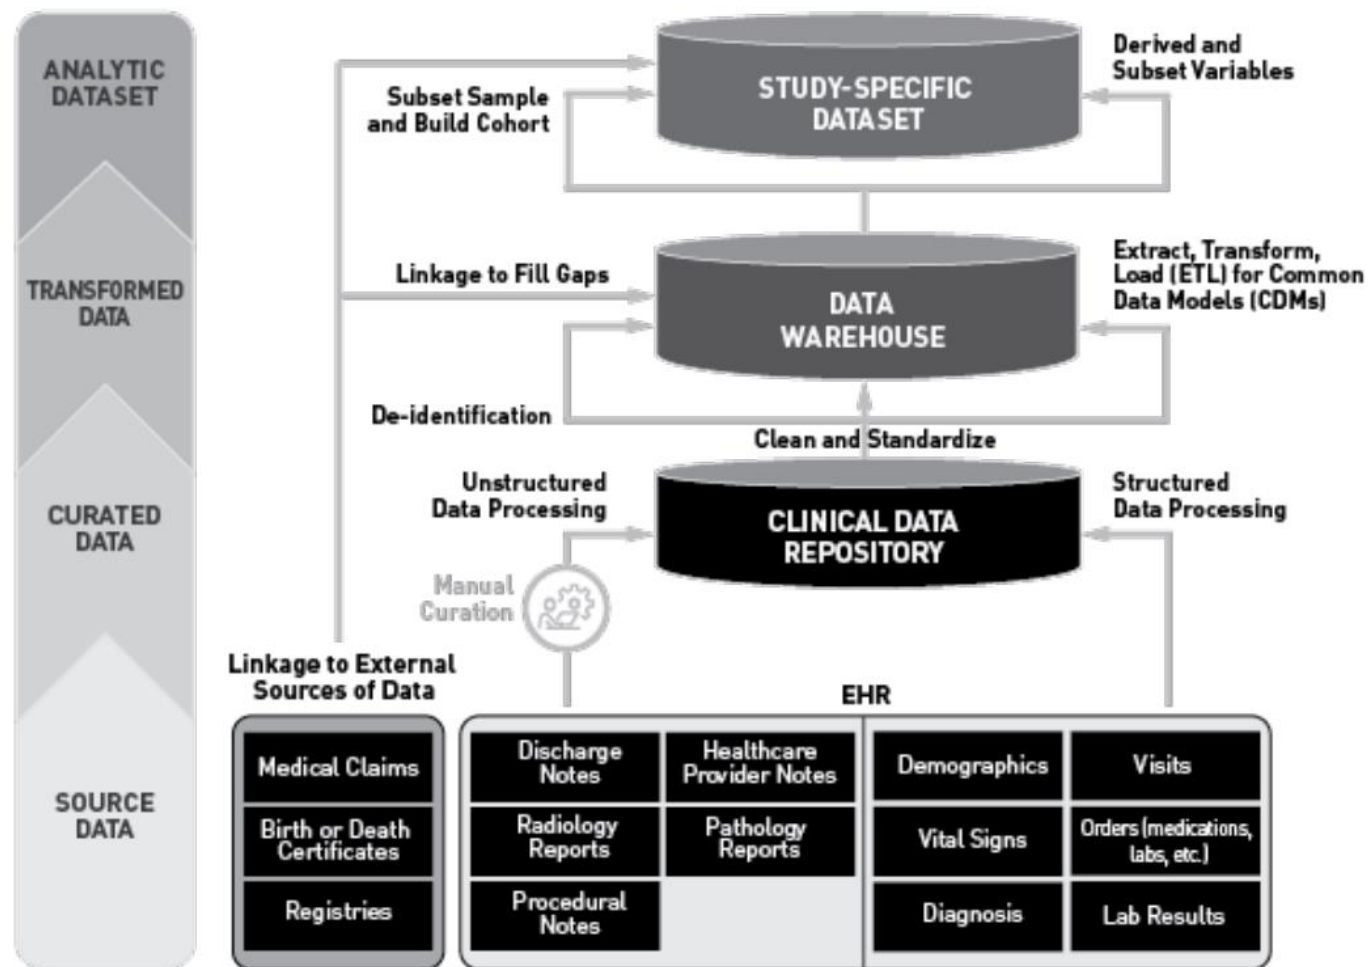 ANALYTIC
DATASET
TRANSFORMED
DATA
CURATED
DATA
SOURCE
DATA
Subset Sample
and Build Cohort
STUDY-SPECIFIC
DATASET
Derived and
Subset Variables
Linkage to Fill Gaps
DATA
WAREHOUSE
Extract, Transform,
Load (ETL) for Common
Data Models (CDMs)
De-identification
Clean and Standardize
Unstructured
Data Processing
CLINICAL DATA
REPOSITORY
Structured
Data Processing
Manual
Curation
Linkage to External
Sources of Data
Medical Claims
Birth or Death
Certificates
Registries
EHR
Discharge
Notes
Healthcare
Provider Notes
Radiology
Reports
Pathology
Reports
Procedural
Notes
Demographics
Visits
Vital Signs
Orders (medications,
labs, etc.)
Diagnosis
Lab Results